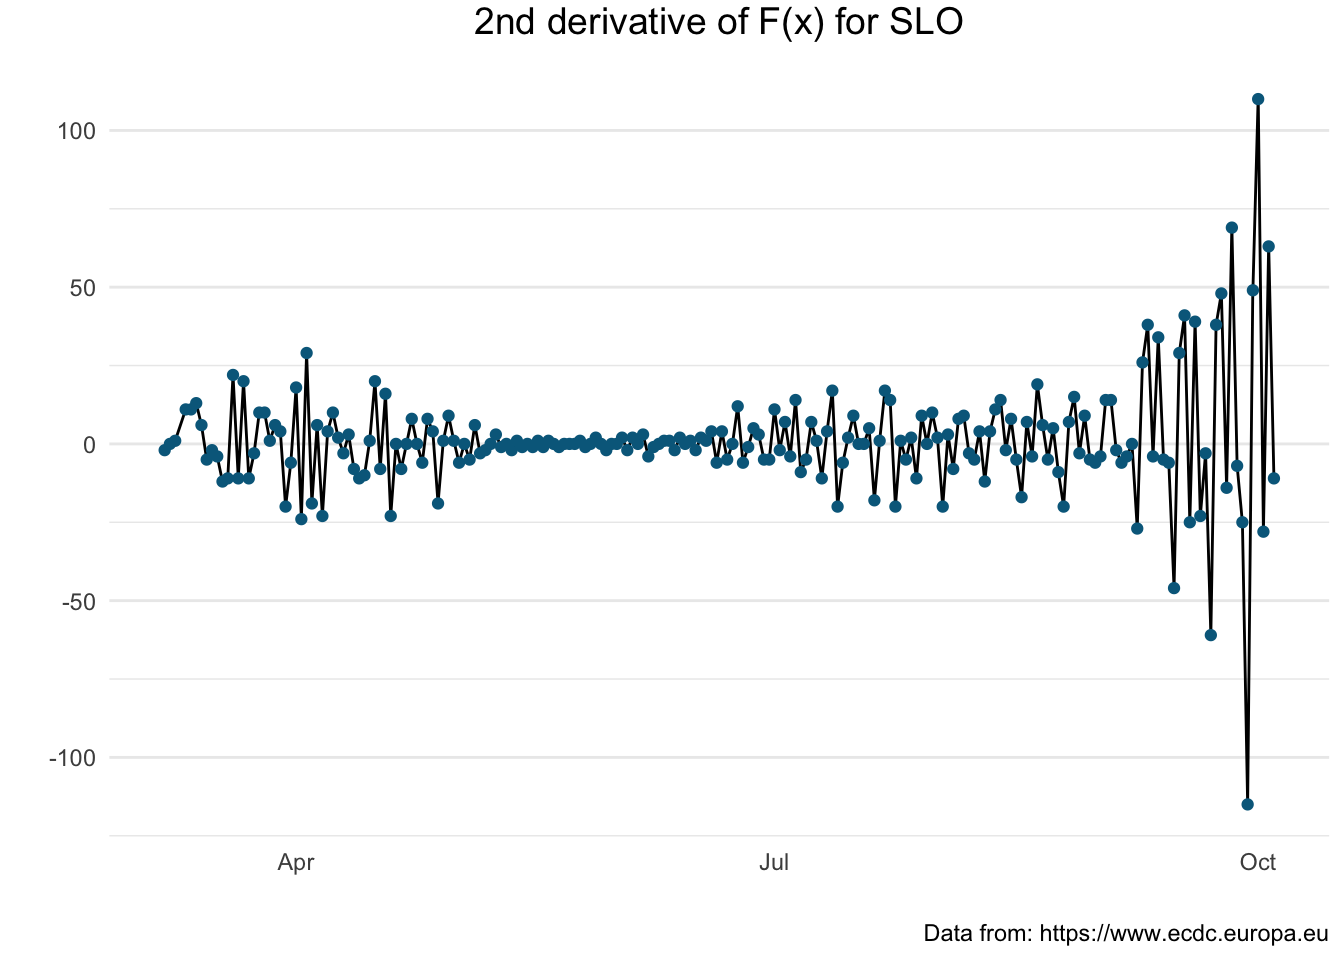 2nd derivative of F(x) for SLO
100
50
0
-50
-100
Apr Jul Oct
Data from: https://www.ecdc.europa.eu